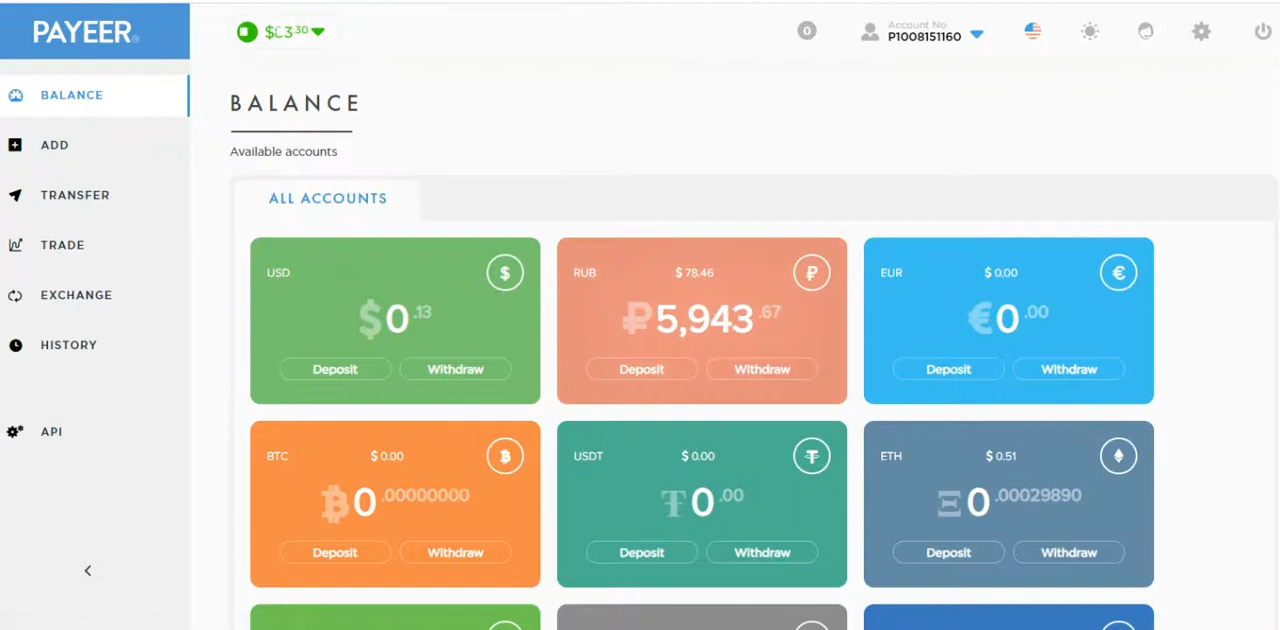 PAYEER®
0
Account No.
P1008151160
BALANCE
ADD
TRANSFER
TRADE
EXCHANGE
HISTORY
API
BALANCE
Available accounts
ALL ACCOUNTS
USD $
$0.13
Deposit Withdraw
RUB $ 78.46 ₽
₽5,943.67
Deposit Withdraw
EUR $ 0.00 €
€0.00
Deposit Withdraw
BTC $ 0.00 ₿
₿0.00000000
Deposit Withdraw
USDT $ 0.00 ₮
₮0.00
Deposit Withdraw
ETH $ 0.51
Ξ0.00029890
Deposit Withdraw